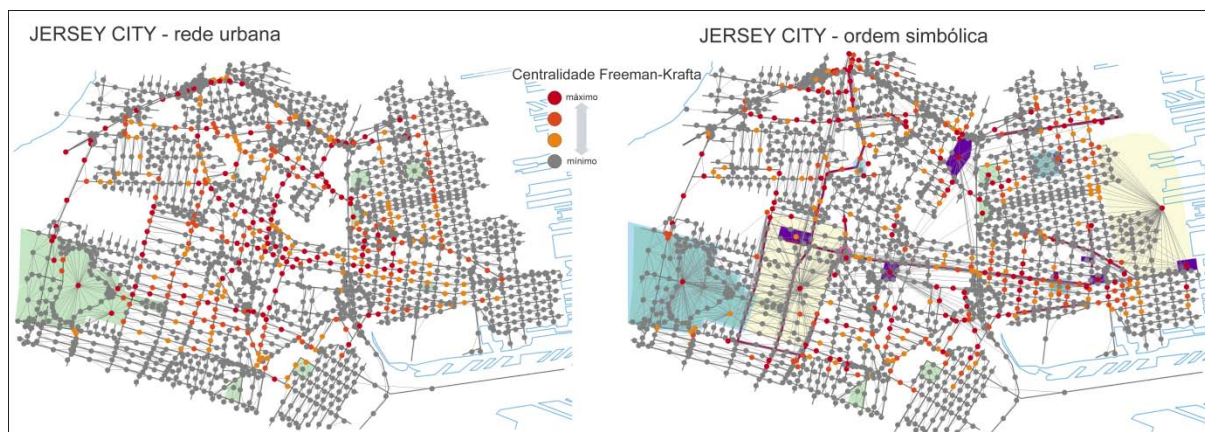 JERSEY CITY - rede urbana
JERSEY CITY - ordem simbólica
Centralidade Freeman-Krafta
máximo
mínimo